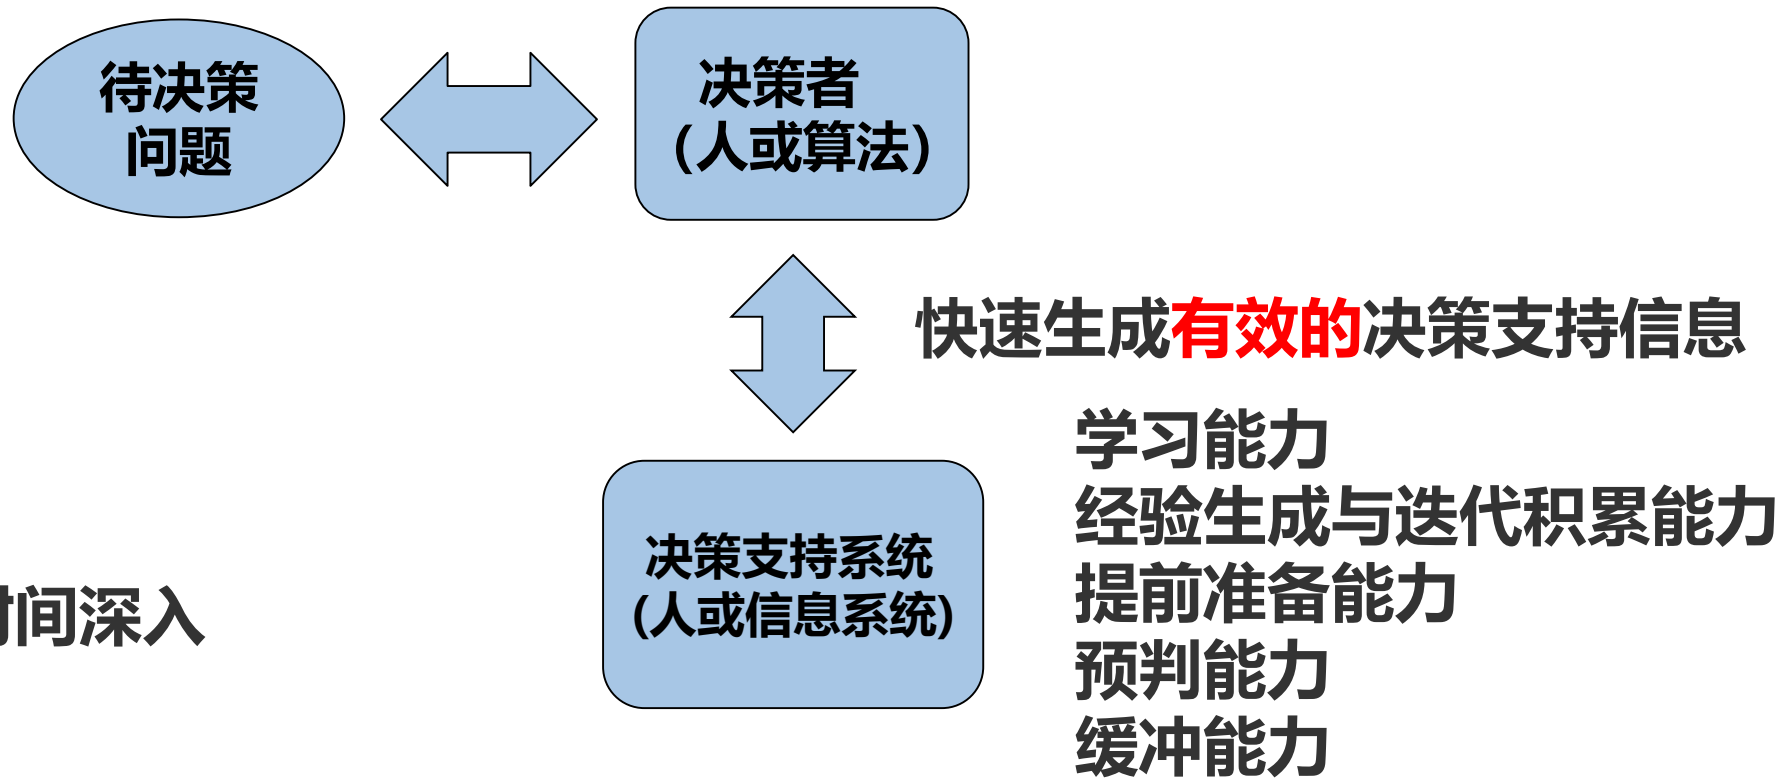 待决策
问题
决策者
（人或算法）
快速生成有效的决策支持信息
学习能力
经验生成与迭代积累能力
提前准备能力
预判能力
缓冲能力
决策支持系统
(人或信息系统)
间深入